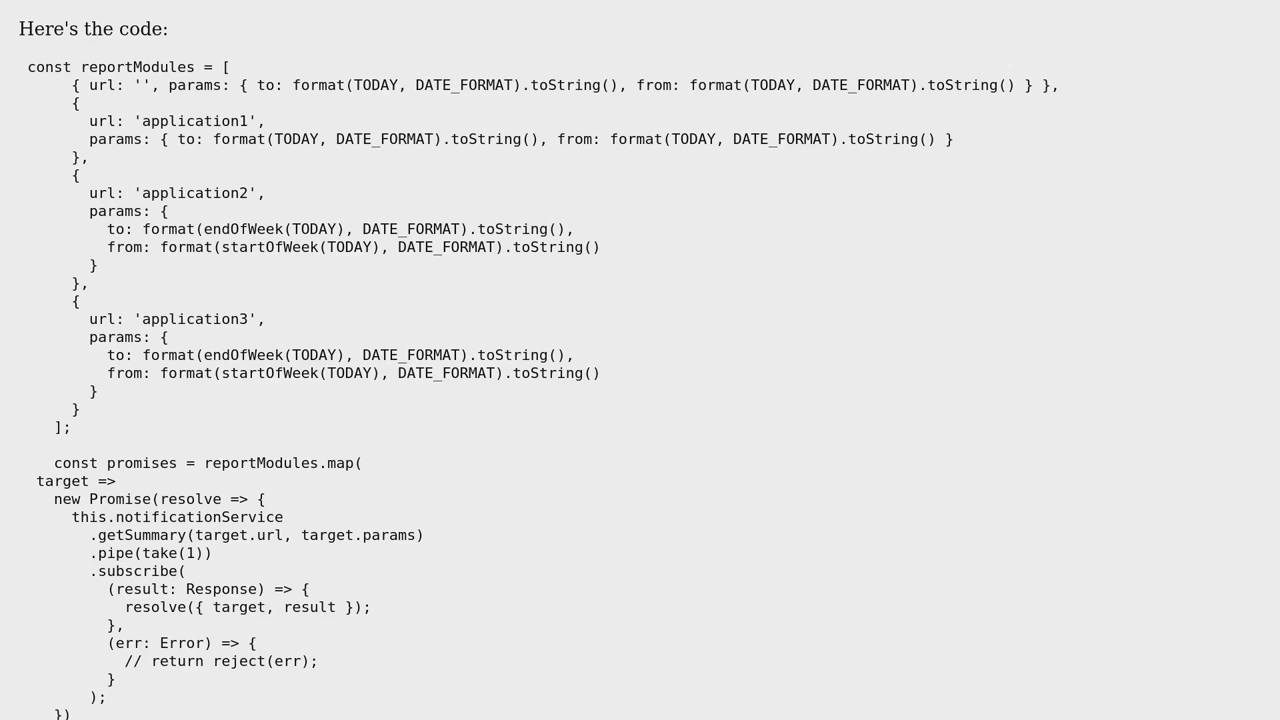 Here's the code:
const reportModules = [
      { url: '', params: { to: format(TODAY, DATE_FORMAT).toString(), from: format(TODAY, DATE_FORMAT).toString() } },
      {
        url: 'application1',
        params: { to: format(TODAY, DATE_FORMAT).toString(), from: format(TODAY, DATE_FORMAT).toString() }
      },
      {
        url: 'application2',
        params: {
          to: format(endOfWeek(TODAY), DATE_FORMAT).toString(),
          from: format(startOfWeek(TODAY), DATE_FORMAT).toString()
        }
      },
      {
        url: 'application3',
        params: {
          to: format(endOfWeek(TODAY), DATE_FORMAT).toString(),
          from: format(startOfWeek(TODAY), DATE_FORMAT).toString()
        }
      }
    ];
    const promises = reportModules.map(
  target =>
    new Promise(resolve => {
      this.notificationService
        .getSummary(target.url, target.params)
        .pipe(take(1))
        .subscribe(
          (result: Response) => {
            resolve({ target, result });
          },
          (err: Error) => {
            // return reject(err);
          }
        );
    })